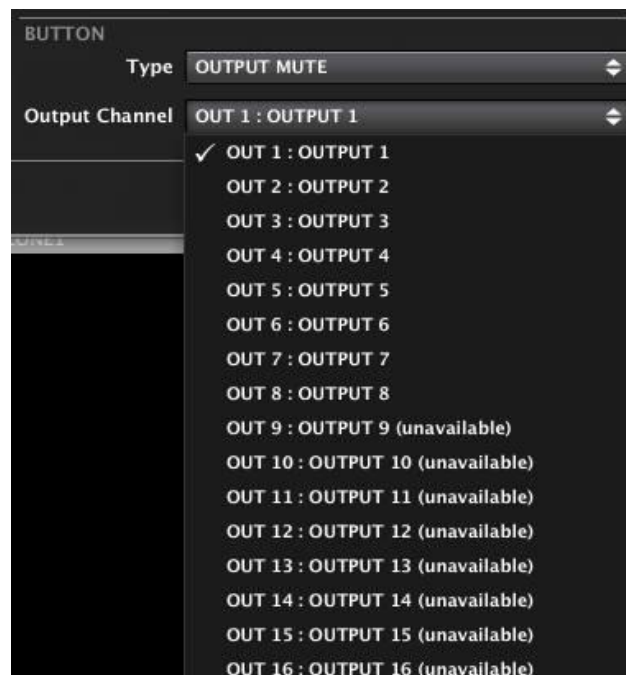 BUTTON
Type OUTPUT MUTE
Output Channel OUT 1 : OUTPUT 1
✓ OUT 1 : OUTPUT 1
OUT 2 : OUTPUT 2
OUT 3 : OUTPUT 3
OUT 4 : OUTPUT 4
OUT 5 : OUTPUT 5
OUT 6 : OUTPUT 6
OUT 7 : OUTPUT 7
OUT 8 : OUTPUT 8
OUT 9 : OUTPUT 9 (unavailable)
OUT 10 : OUTPUT 10 (unavailable)
OUT 11 : OUTPUT 11 (unavailable)
OUT 12 : OUTPUT 12 (unavailable)
OUT 13 : OUTPUT 13 (unavailable)
OUT 14 : OUTPUT 14 (unavailable)
OUT 15 : OUTPUT 15 (unavailable)
OUT 16 : OUTPUT 16 (unavailable)